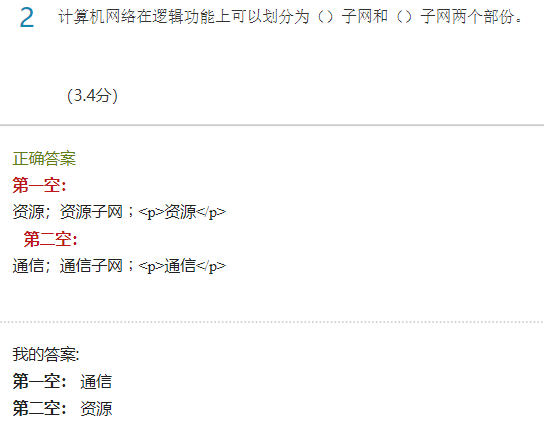 2 计算机网络在逻辑功能上可以划分为（）子网和（）子网两个部份。
（3.4分）
正确答案
第一空：
资源；资源子网；<p>资源</p>
第二空：
通信；通信子网；<p>通信</p>
我的答案:
第一空： 通信
第二空： 资源